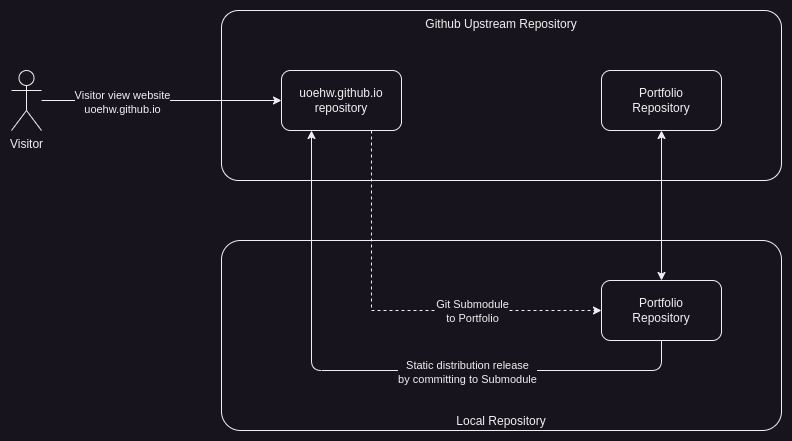 Github Upstream Repository
Visitor view website
uoehw.github.io
Visitor
uoehw.github.io
repository
Portfolio
Repository
Git Submodule
to Portfolio
Portfolio
Repository
Static distribution release
by committing to Submodule
Local Repository